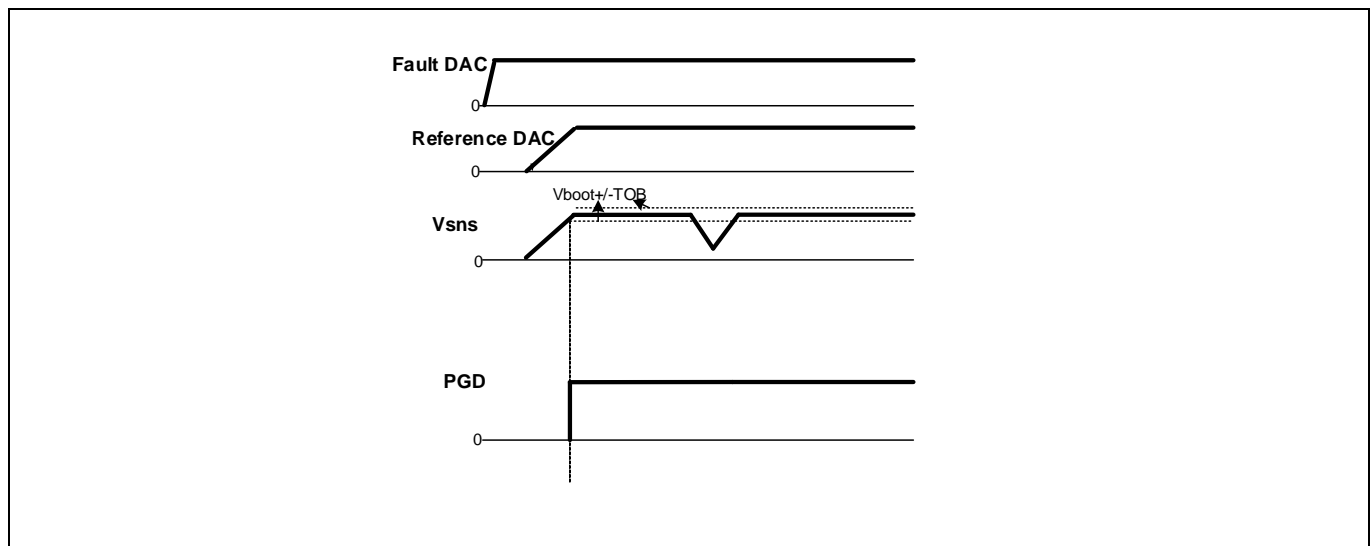 Fault DAC
0
Reference DAC
0
Vboot+/-TOB
Vsns
0
PGD
0